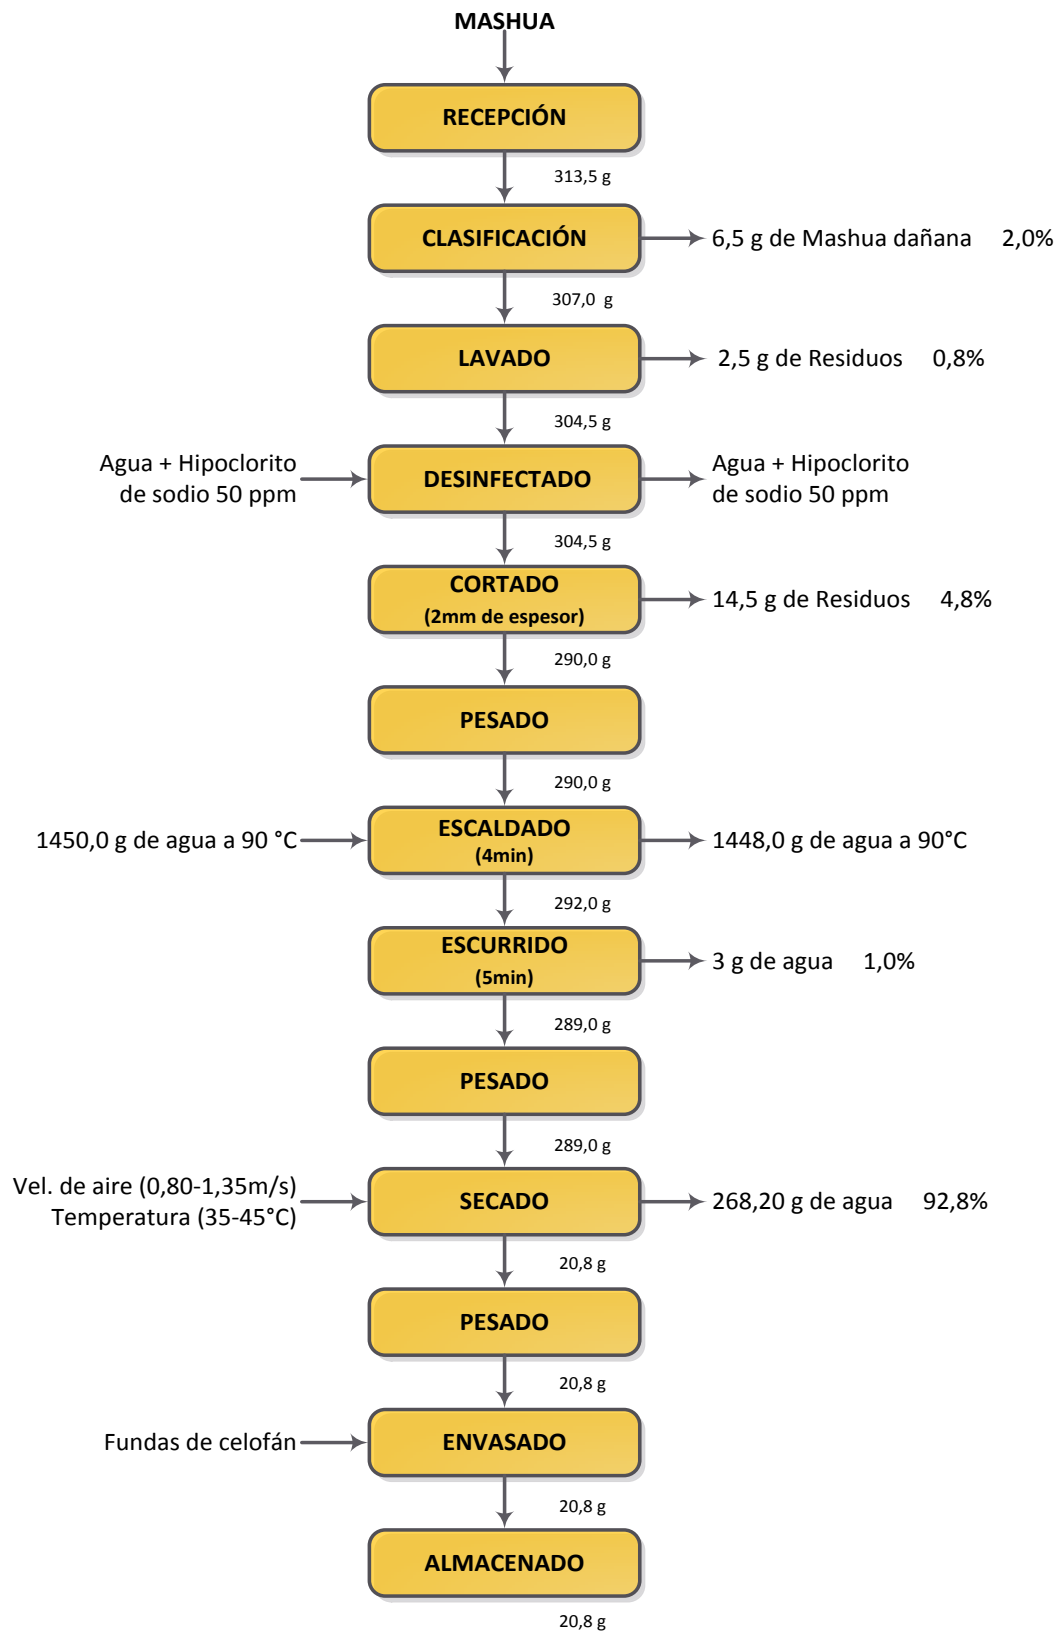 MASHUA
RECEPCIÓN
313,5 g
CLASIFICACIÓN
6,5 g de Mashua dañana 2,0%
307,0 g
LAVADO
2,5 g de Residuos 0,8%
304,5 g
Agua + Hipoclorito
de sodio 50 ppm
DESINFECTADO
Agua + Hipoclorito
de sodio 50 ppm
304,5 g
CORTADO
(2mm de espesor)
14,5 g de Residuos 4,8%
290,0 g
PESADO
290,0 g
1450,0 g de agua a 90 °C
ESCALDADO
(4min)
1448,0 g de agua a 90°C
292,0 g
ESCURRIDO
(5min)
3 g de agua 1,0%
289,0 g
PESADO
289,0 g
Vel. de aire (0,80-1,35m/s)
Temperatura (35-45°C)
SECADO
268,20 g de agua 92,8%
20,8 g
PESADO
20,8 g
Fundas de celofán
ENVASADO
20,8 g
ALMACENADO
20,8 g